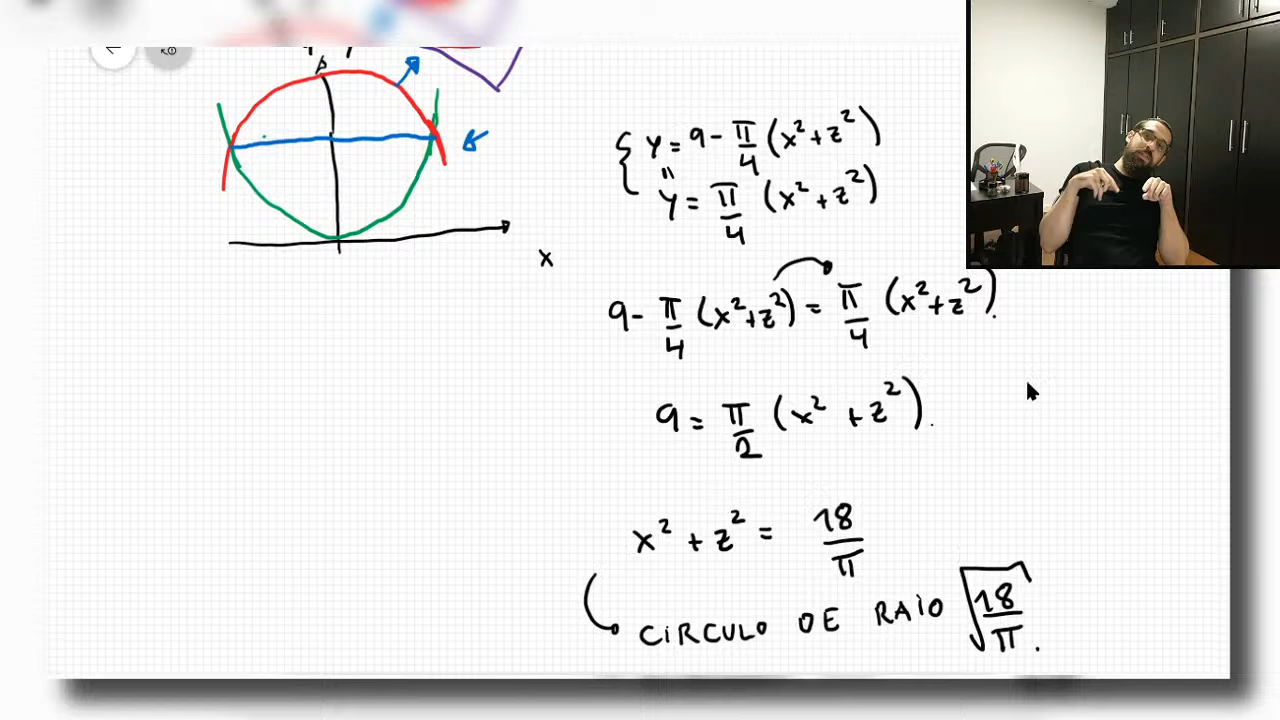 x
{ y = 9 - π/4 (x² + z²)
"
y = π/4 (x² + z²)
9 - π/4 (x² + z²) = π/4 (x² + z²).
9 = π/2 (x² + z²).
x² + z² = 18/π
CÍRCULO DE RAIO √(18/π).